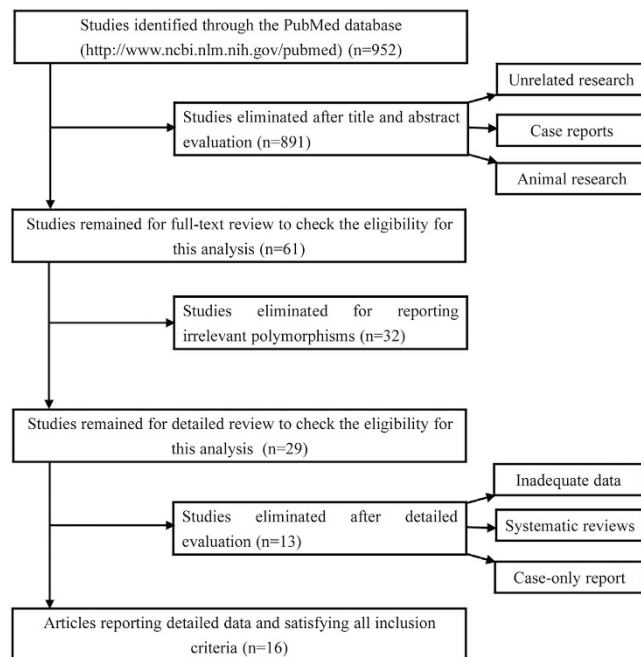 Studies identified through the PubMed database
(http://www.ncbi.nlm.nih.gov/pubmed) (n=952)
Unrelated research
Studies eliminated after title and abstract
evaluation (n=891)
Case reports
Animal research
Studies remained for full-text review to check the eligibility for
this analysis (n=61)
Studies eliminated for reporting
irrelevant polymorphisms (n=32)
Studies remained for detailed review to check the eligibility for
this analysis (n=29)
Inadequate data
Studies eliminated after detailed
evaluation (n=13)
Systematic reviews
Case-only report
Articles reporting detailed data and satisfying all inclusion
criteria (n=16)